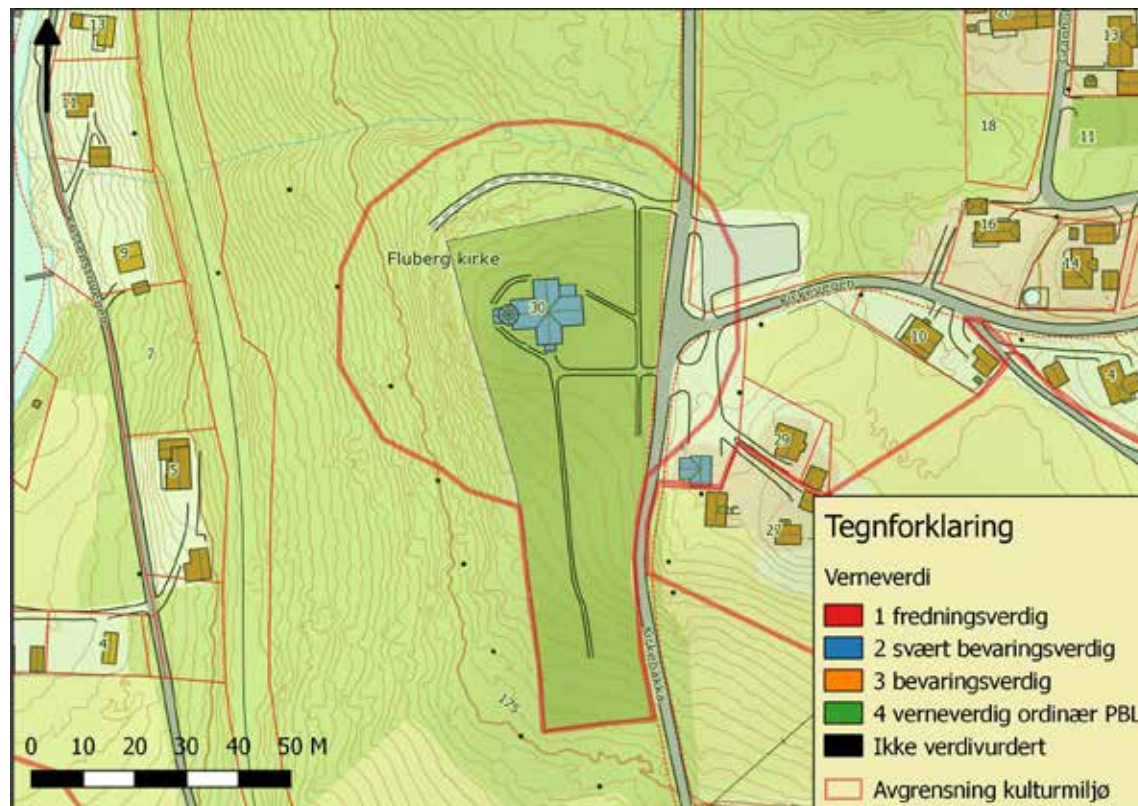 13
20
13
11
18
11
9
Fluberg kirke
30
16
14
Kirkevegen
10
4
7
29
5
27
4
Kirkebakka
175
0 10 20 30 40 50 M
Tegnforklaring
Verneverdi
1 fredningsverdig
2 svært bevaringsverdig
3 bevaringsverdig
4 verneverdig ordinær PBL
Ikke verdivurdert
Avgrensning kulturmiljø